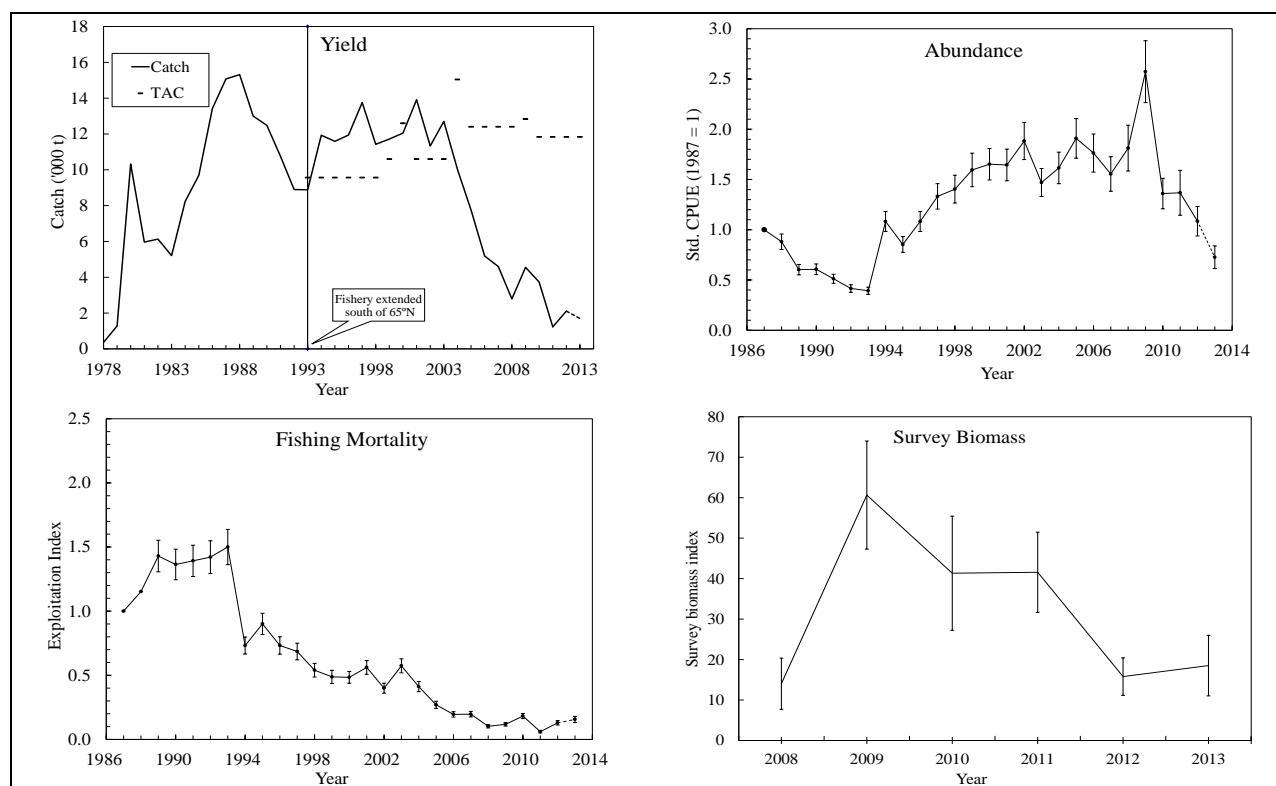 Yield
Catch
TAC
Catch ('000 t)
18
16
14
12
10
8
6
4
2
0
Fishery extended
south of 65ºN
1978 1983 1988 1993 1998 2003 2008 2013
Year
Abundance
Std. CPUE (1987 = 1)
3.0
2.5
2.0
1.5
1.0
0.5
0.0
1986 1990 1994 1998 2002 2006 2010 2014
Year
Fishing Mortality
Exploitation Index
2.5
2.0
1.5
1.0
0.5
0.0
1986 1990 1994 1998 2002 2006 2010 2014
Year
Survey Biomass
Survey biomass index
80
70
60
50
40
30
20
10
0
2008 2009 2010 2011 2012 2013
Year